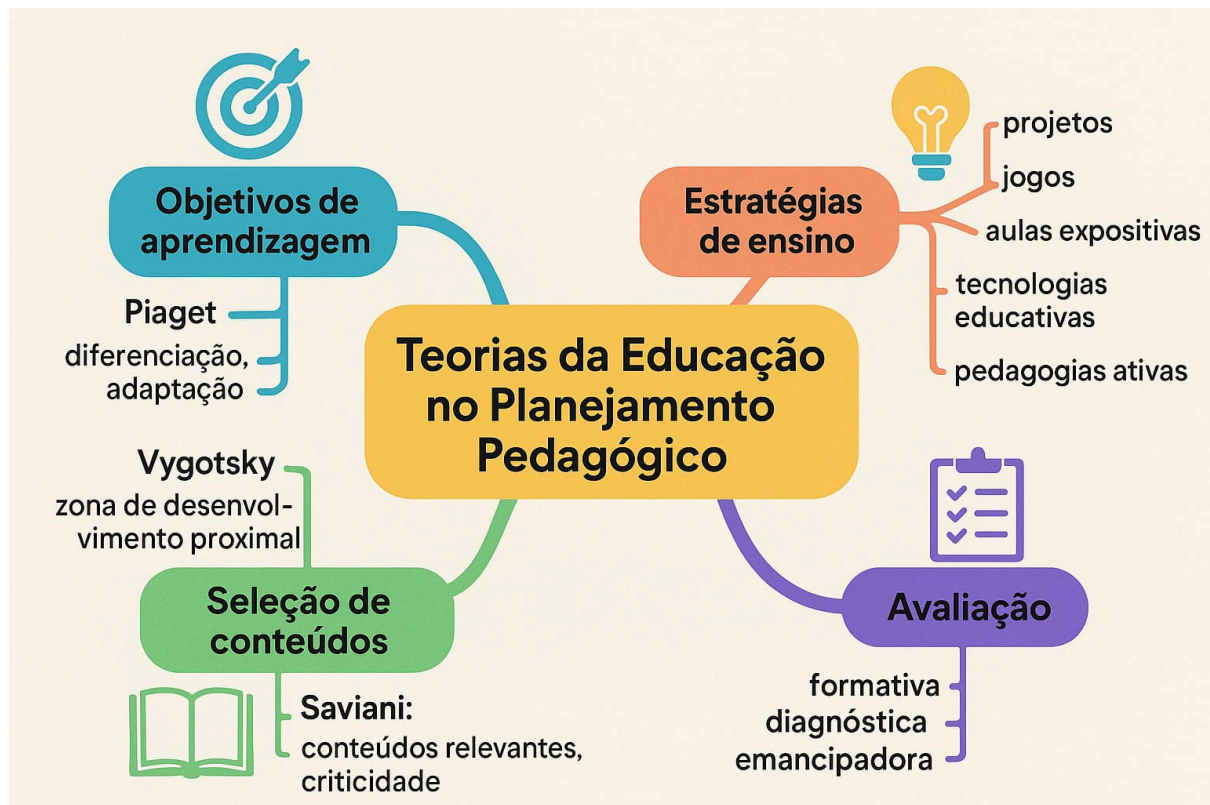 Objetivos de
aprendizagem
Piaget
diferenciação,
adaptação
Estratégias
de ensino
projetos
jogos
aulas expositivas
tecnologias
educativas
pedagogias ativas
Teorias da Educação
no Planejamento
Pedagógico
Vygotsky
zona de desenvol-
vimento proximal
Seleção de
conteúdos
Saviani:
conteúdos relevantes,
criticidade
Avaliação
formativa
diagnóstica
emancipadora